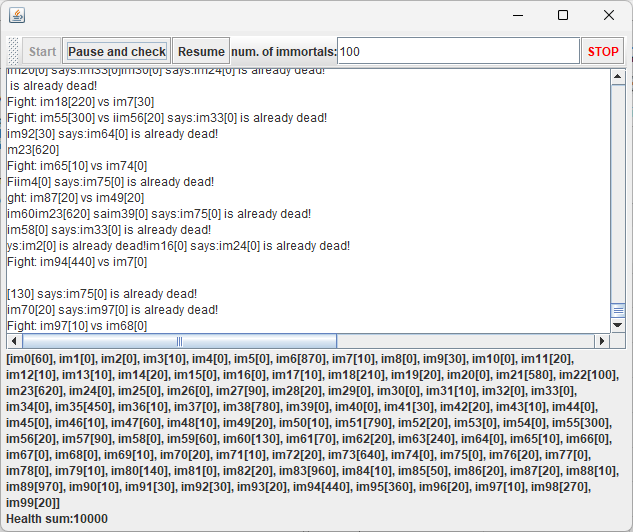 Start Pause and check Resume num. of immortals: 100 STOP
im20[0] says:im33[0]im30[0] says:im24[0] is already dead!
is already dead!
Fight: im18[220] vs im7[30]
Fight: im55[300] vs iim56[20] says:im33[0] is already dead!
im92[30] says:im64[0] is already dead!
m23[620]
Fight: im65[10] vs im74[0]
Fiim4[0] says:im75[0] is already dead!
ght: im87[20] vs im49[20]
im60im23[620] saim39[0] says:im75[0] is already dead!
im58[0] says:im33[0] is already dead!
ys:im2[0] is already dead!im16[0] says:im24[0] is already dead!
Fight: im94[440] vs im7[0]
[130] says:im75[0] is already dead!
im70[20] says:im97[0] is already dead!
Fight: im97[10] vs im68[0]
[im0[60], im1[0], im2[0], im3[10], im4[0], im5[0], im6[870], im7[10], im8[0], im9[30], im10[0], im11[20],
im12[10], im13[10], im14[20], im15[0], im16[0], im17[10], im18[210], im19[20], im20[0], im21[580], im22[100],
im23[620], im24[0], im25[0], im26[0], im27[90], im28[20], im29[0], im30[0], im31[10], im32[0], im33[0],
im34[0], im35[450], im36[10], im37[0], im38[780], im39[0], im40[0], im41[30], im42[20], im43[10], im44[0],
im45[0], im46[10], im47[60], im48[10], im49[20], im50[10], im51[790], im52[20], im53[0], im54[0], im55[300],
im56[20], im57[90], im58[0], im59[60], im60[130], im61[70], im62[20], im63[240], im64[0], im65[10], im66[0],
im67[0], im68[0], im69[10], im70[20], im71[10], im72[20], im73[640], im74[0], im75[0], im76[20], im77[0],
im78[0], im79[10], im80[140], im81[0], im82[20], im83[960], im84[10], im85[50], im86[20], im87[20], im88[10],
im89[970], im90[10], im91[30], im92[30], im93[20], im94[440], im95[360], im96[20], im97[10], im98[270],
im99[20]]
Health sum:10000